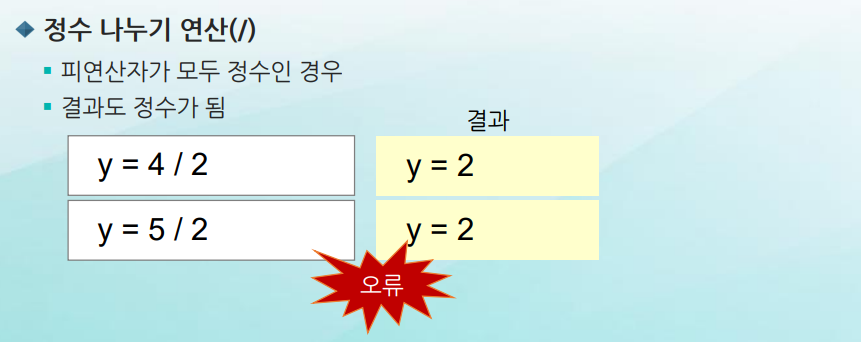 정수 나누기 연산(/)
피연산자가 모두 정수인 경우
결과도 정수가 됨
결과
y = 4 / 2
y = 2
y = 5 / 2
y = 2
오류